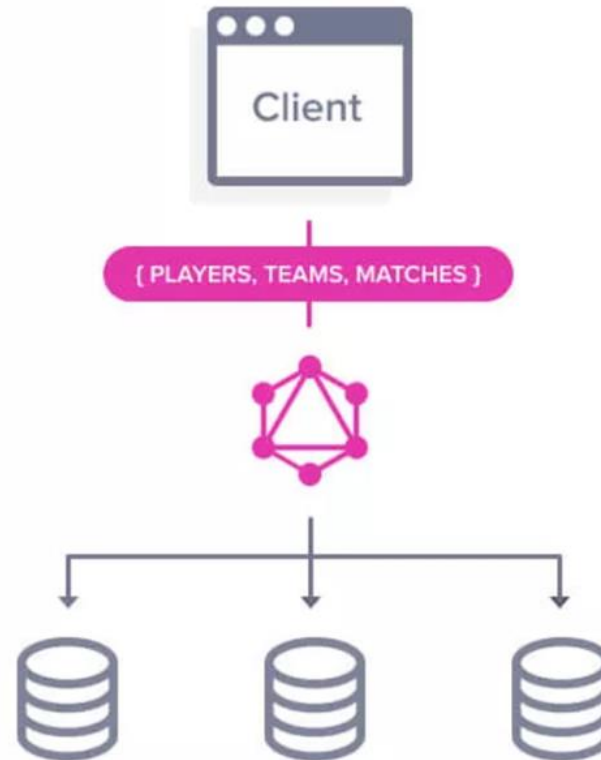 Client
{ PLAYERS, TEAMS, MATCHES }